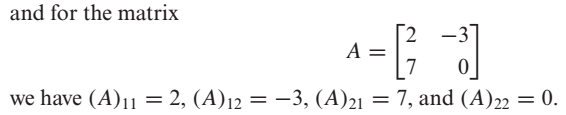 and for the matrix
A = [2 −3
7 0]
we have (A)₁₁ = 2, (A)₁₂ = −3, (A)₂₁ = 7, and (A)₂₂ = 0.